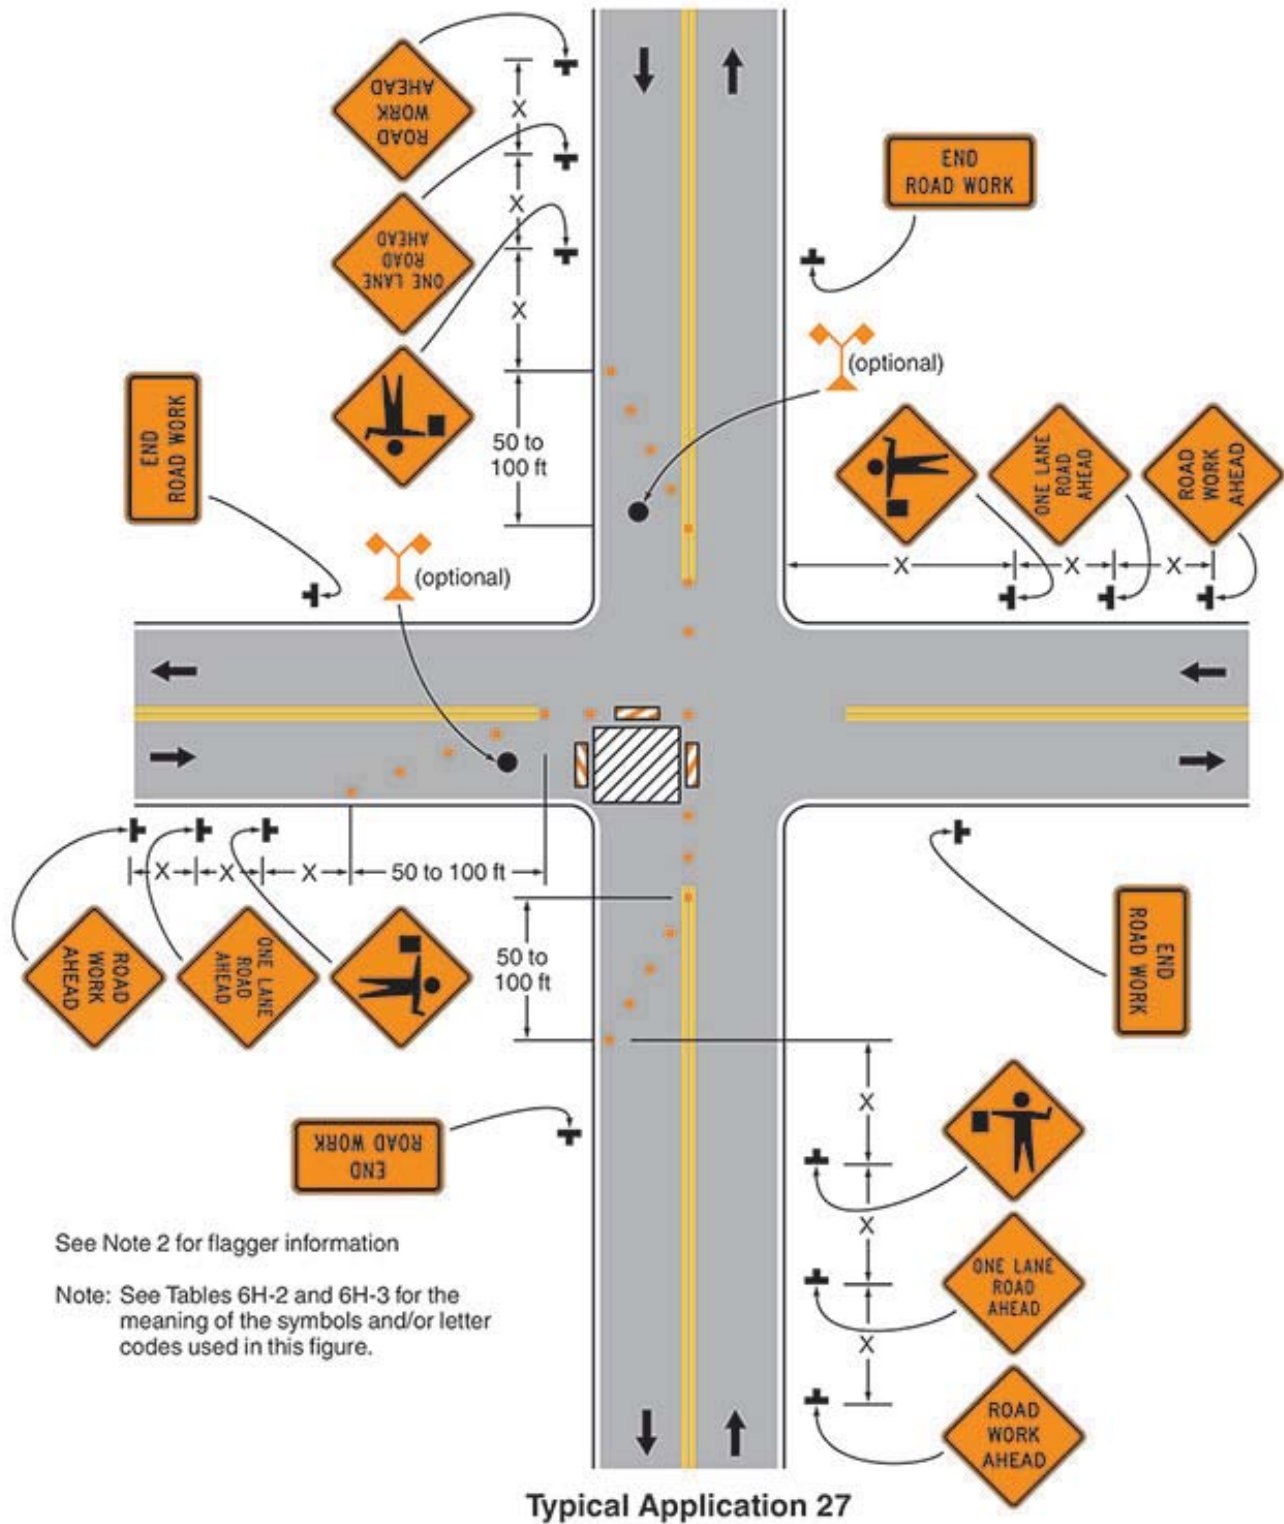 ROAD
WORK
AHEAD
X
END
ROAD WORK
X
ONE LANE
ROAD
AHEAD
X
(optional)
END
ROAD WORK
50 to
100 ft
ONE LANE
ROAD
AHEAD
ROAD
WORK
AHEAD
(optional)
X
X
X
X
X
X
50 to 100 ft
ROAD
WORK
AHEAD
ONE LANE
ROAD
AHEAD
50 to
100 ft
END
ROAD WORK
X
END
ROAD WORK
X
See Note 2 for flagger information
ONE LANE
ROAD
AHEAD
Note: See Tables 6H-2 and 6H-3 for the
meaning of the symbols and/or letter
codes used in this figure.
X
ROAD
WORK
AHEAD
Typical Application 27